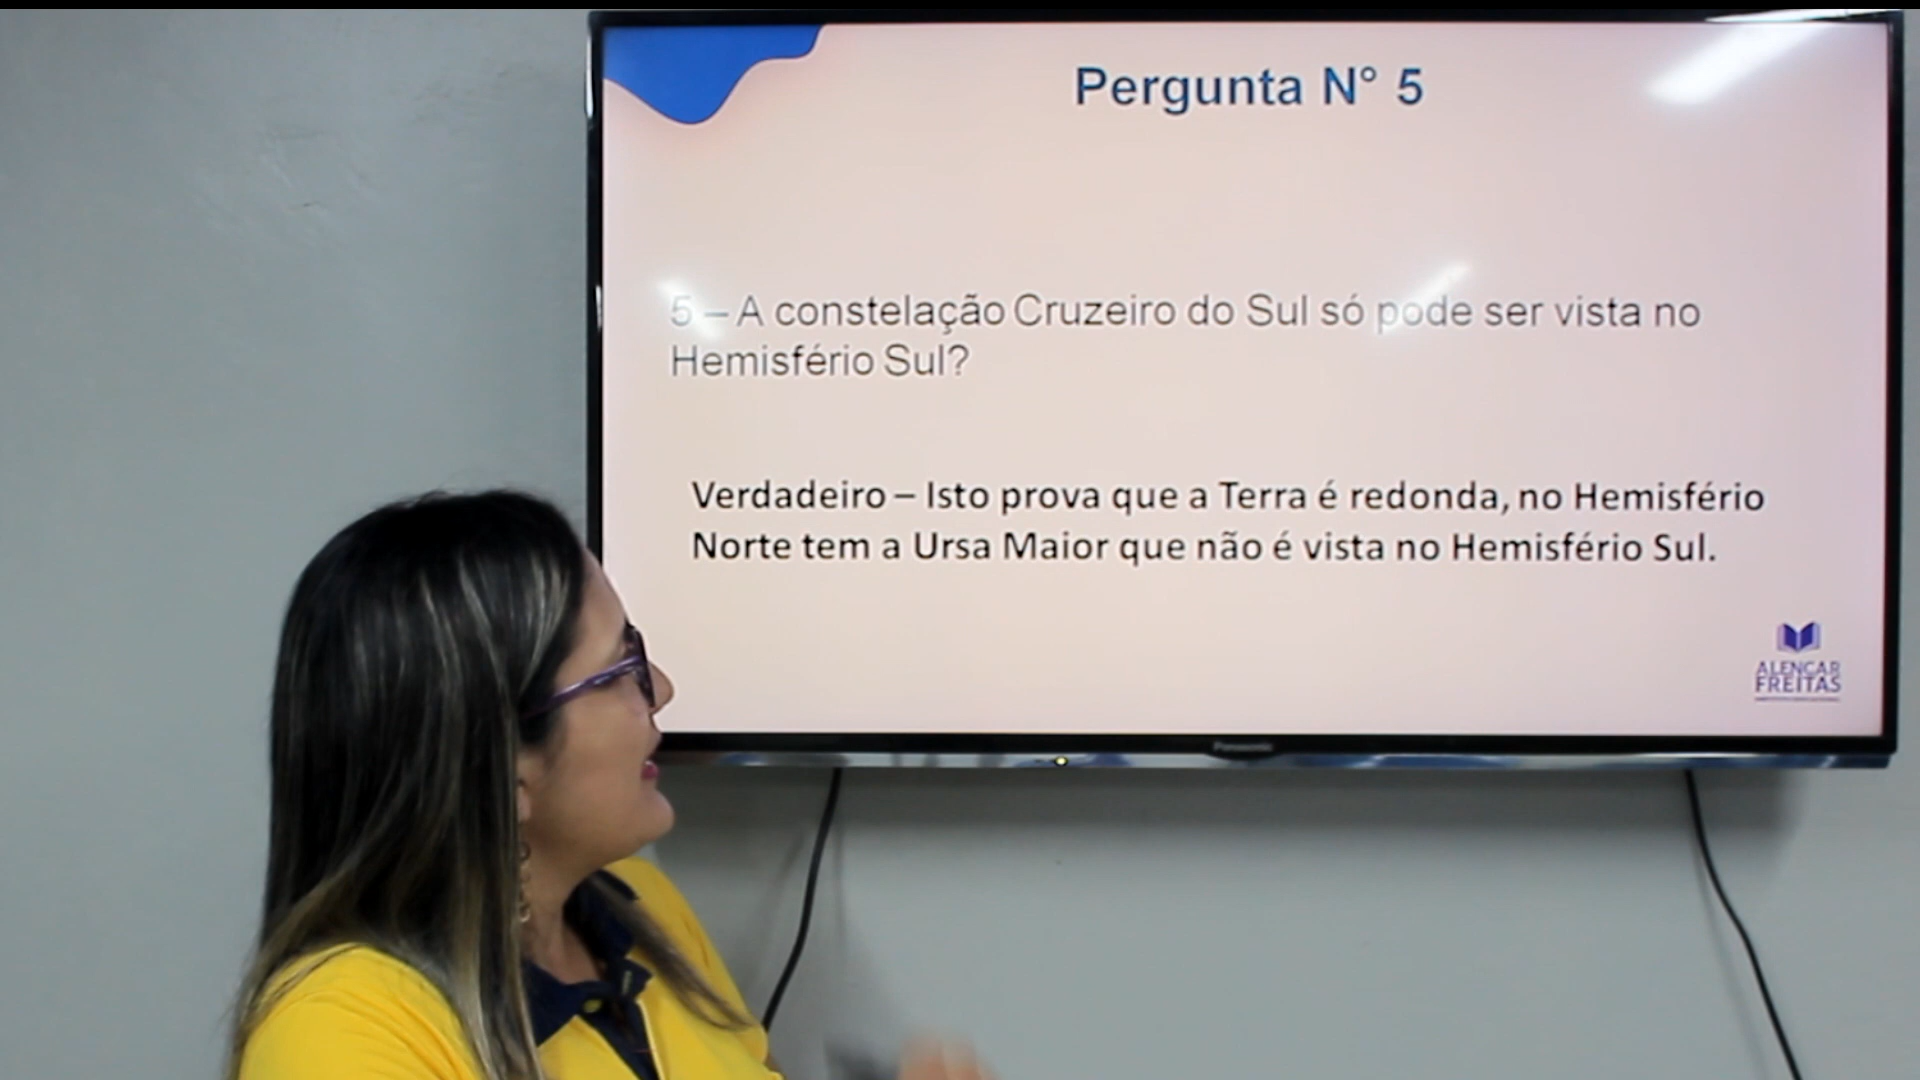 Pergunta N° 5
5 – A constelação Cruzeiro do Sul só pode ser vista no
Hemisfério Sul?
Verdadeiro – Isto prova que a Terra é redonda, no Hemisfério
Norte tem a Ursa Maior que não é vista no Hemisfério Sul.
ALENCAR
FREITAS
Panasonic